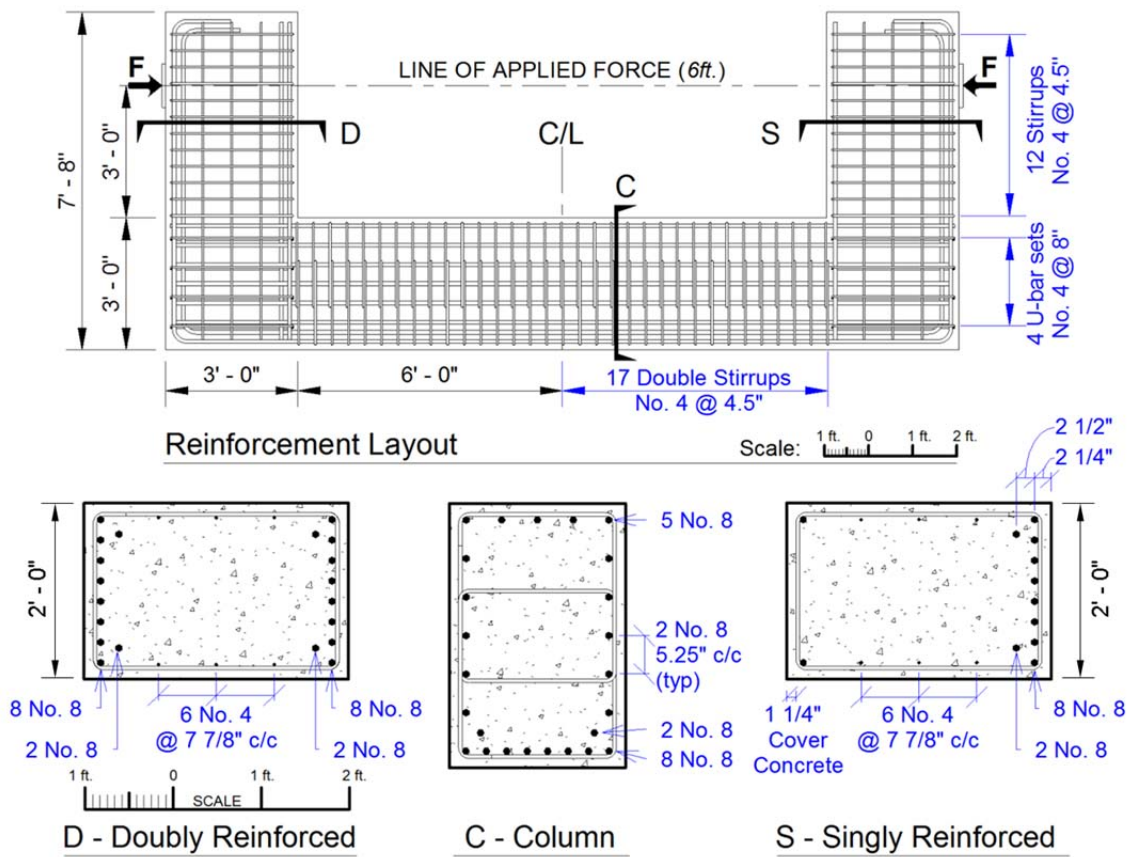 F
LINE OF APPLIED FORCE (6ft.)
F
D
C/L
S
C
7' - 8"
3' - 0"
3' - 0"
12 Stirrups
No. 4 @ 4.5"
4 U-bar sets
No. 4 @ 8"
3' - 0"
6' - 0"
17 Double Stirrups
No. 4 @ 4.5"
Reinforcement Layout
Scale:
1 ft.
0
1 ft.
2 ft.
2 1/2"
2 1/4"
2' - 0"
8 No. 8
2 No. 8
6 No. 4
@ 7 7/8" c/c
8 No. 8
2 No. 8
5 No. 8
2 No. 8
5.25" c/c
(typ)
2 No. 8
8 No. 8
2' - 0"
1 1/4"
Cover
Concrete
6 No. 4
@ 7 7/8" c/c
8 No. 8
2 No. 8
1 ft.
0
1 ft.
2 ft.
SCALE
D - Doubly Reinforced
C - Column
S - Singly Reinforced